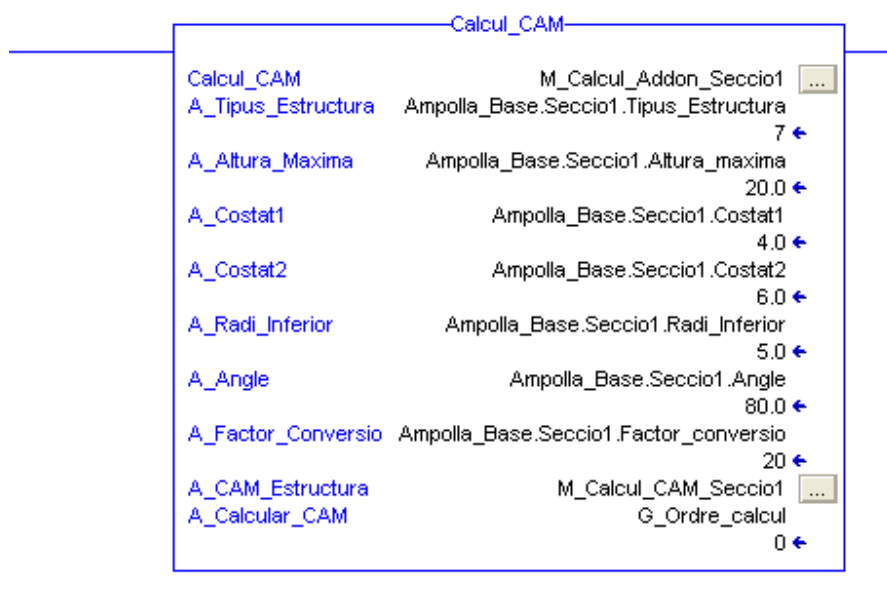 Calcul_CAM
Calcul_CAM M_Calcul_Addon_Seccio1 ...
A_Tipus_Estructura Ampolla_Base.Seccio1.Tipus_Estructura
7
A_Altura_Maxima Ampolla_Base.Seccio1.Altura_maxima
20.0
A_Costat1 Ampolla_Base.Seccio1.Costat1
4.0
A_Costat2 Ampolla_Base.Seccio1.Costat2
6.0
A_Radi_Inferior Ampolla_Base.Seccio1.Radi_Inferior
5.0
A_Angle Ampolla_Base.Seccio1.Angle
80.0
A_Factor_Conversio Ampolla_Base.Seccio1.Factor_conversio
20
A_CAM_Estructura M_Calcul_CAM_Seccio1 ...
A_Calcular_CAM G_Ordre_calcul
0